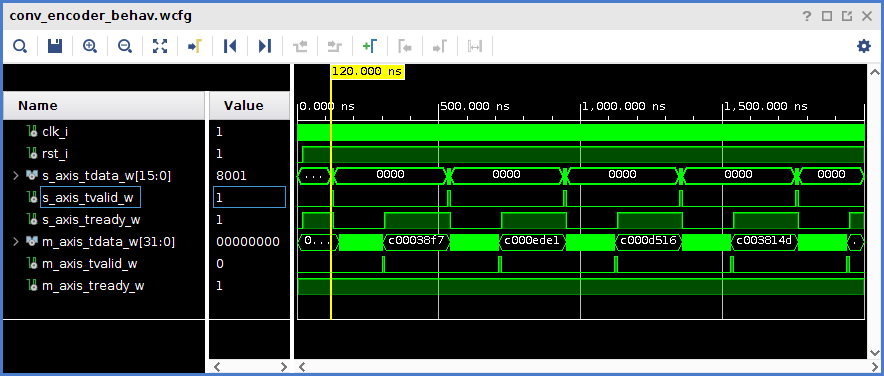 conv_encoder_behav.wcfg
120.000 ns
Name Value 0.000 ns 500.000 ns 1,000.000 ns 1,500.000 ns
clk_i 1
rst_i 1
s_axis_tdata_w[15:0] 8001 ... 0000 0000 0000 0000 0000
s_axis_tvalid_w 1
s_axis_tready_w 1
m_axis_tdata_w[31:0] 00000000 0... c00038f7 c000ede1 c000d516 c003814d .
m_axis_tvalid_w 0
m_axis_tready_w 1